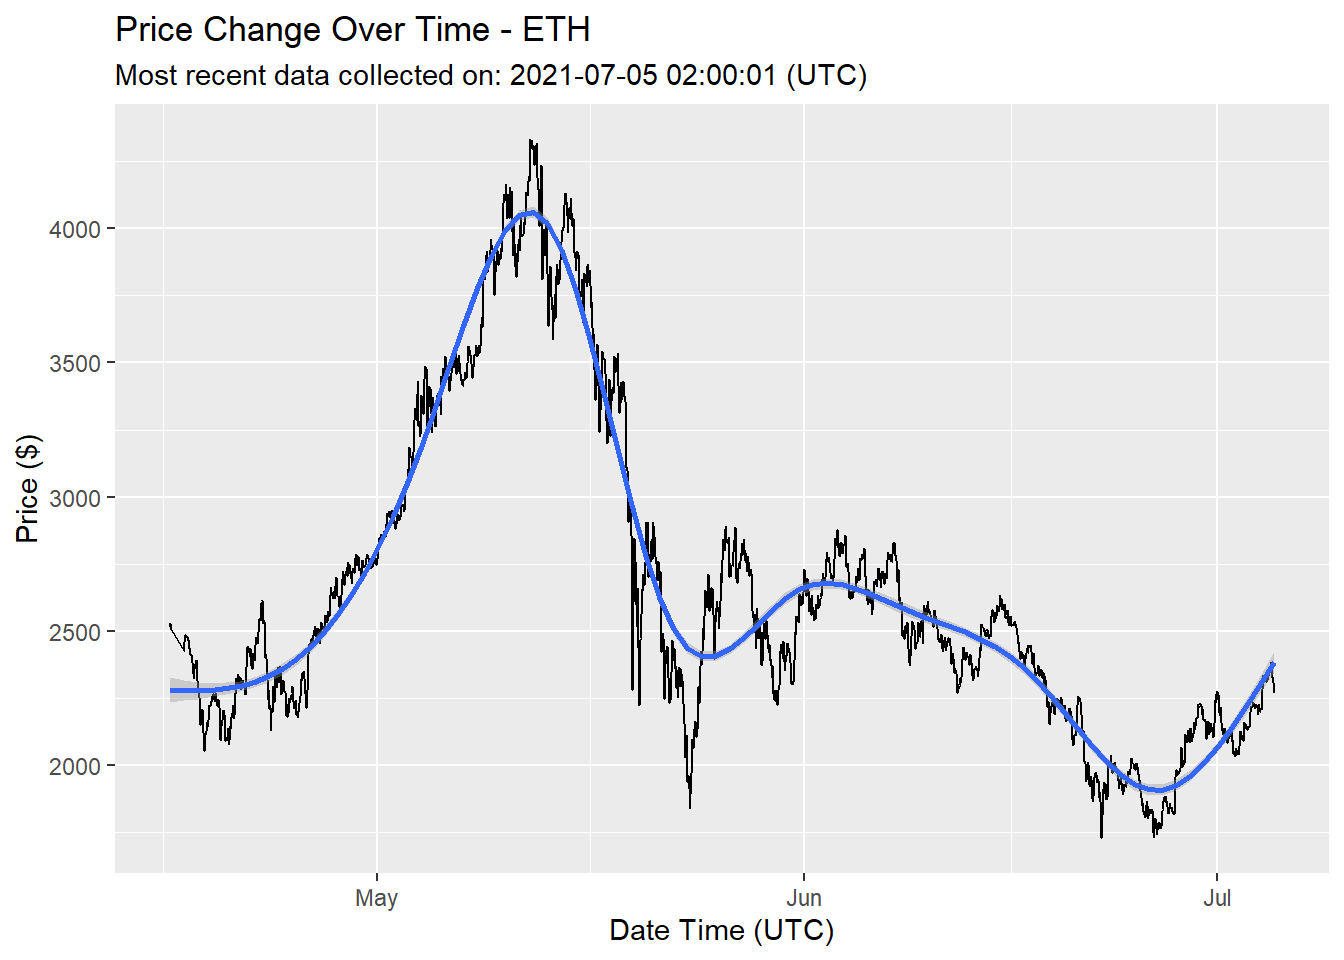 Price Change Over Time - ETH
Most recent data collected on: 2021-07-05 02:00:01 (UTC)
Price ($)
4000
3500
3000
2500
2000
May
Jun
Jul
Date Time (UTC)